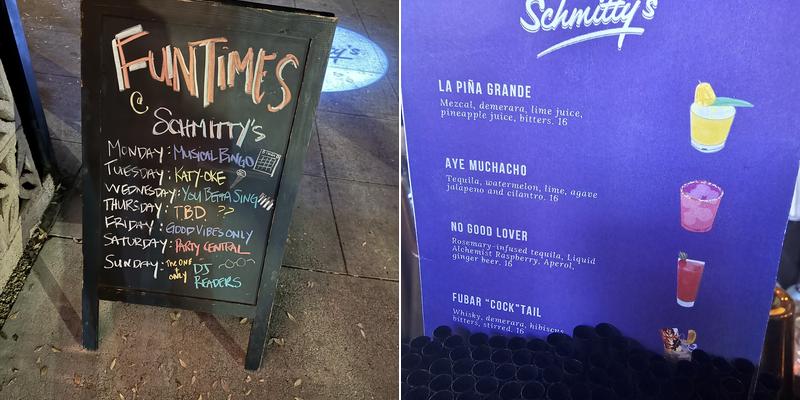 FUNTIMES
@
SCHMITTY'S
MONDAY: MUSICAL BINGO
TUESDAY: KATY-OKE
WEDNESDAY: YOU BETTA SING
THURSDAY: TBD ??
FRIDAY: GOOD VIBES ONLY
SATURDAY: PARTY CENTRAL
SUNDAY: THE ONE + ONLY DJ READERS
Schmitty's
LA PIÑA GRANDE
Mezcal, demerara, lime juice,
pineapple juice, bitters. 16
AYE MUCHACHO
Tequila, watermelon, lime, agave
jalapeno and cilantro. 16
NO GOOD LOVER
Rosemary-infused tequila, Liquid
Alchemist Raspberry, Aperol,
ginger beer. 16
FUBAR "COCK"TAIL
Whisky, demerara, hibiscus
bitters, stirred. 16